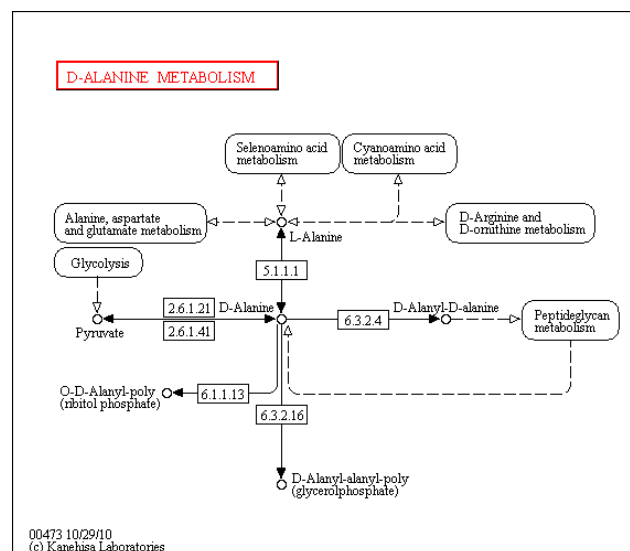 D-ALANINE METABOLISM
Selenoamino acid
metabolism
Cyanoamino acid
metabolism
Alanine, aspartate
and glutamate metabolism
D-Arginine and
D-ornithine metabolism
L-Alanine
Glycolysis
5.1.1.1
2.6.1.21
D-Alanine
D-Alanyl-D-alanine
6.3.2.4
Peptideglycan
metabolism
Pyruvate
2.6.1.41
O-D-Alanyl-poly
(ribitol phosphate)
6.1.1.13
6.3.2.16
D-Alanyl-alanyl-poly
(glycerolphosphate)
00473 10/29/10
(c) Kanehisa Laboratories